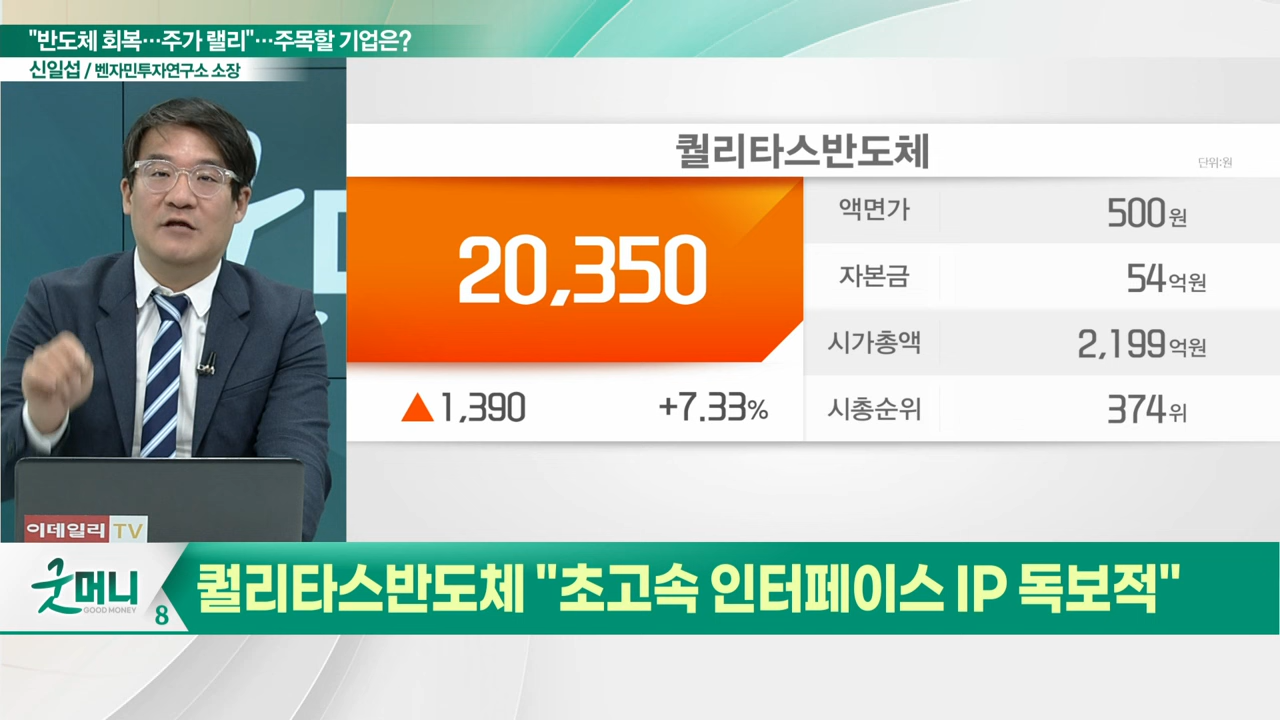 "반도체 회복…주가 랠리"…주목할 기업은?
신일섭 / 벤자민투자연구소 소장
퀄리타스반도체
단위:원
20,350
▲1,390 +7.33%
액면가 500원
자본금 54억원
시가총액 2,199억원
시총순위 374위
이데일리TV
굿머니
GOOD MONEY
8
퀄리타스반도체 "초고속 인터페이스 IP 독보적"